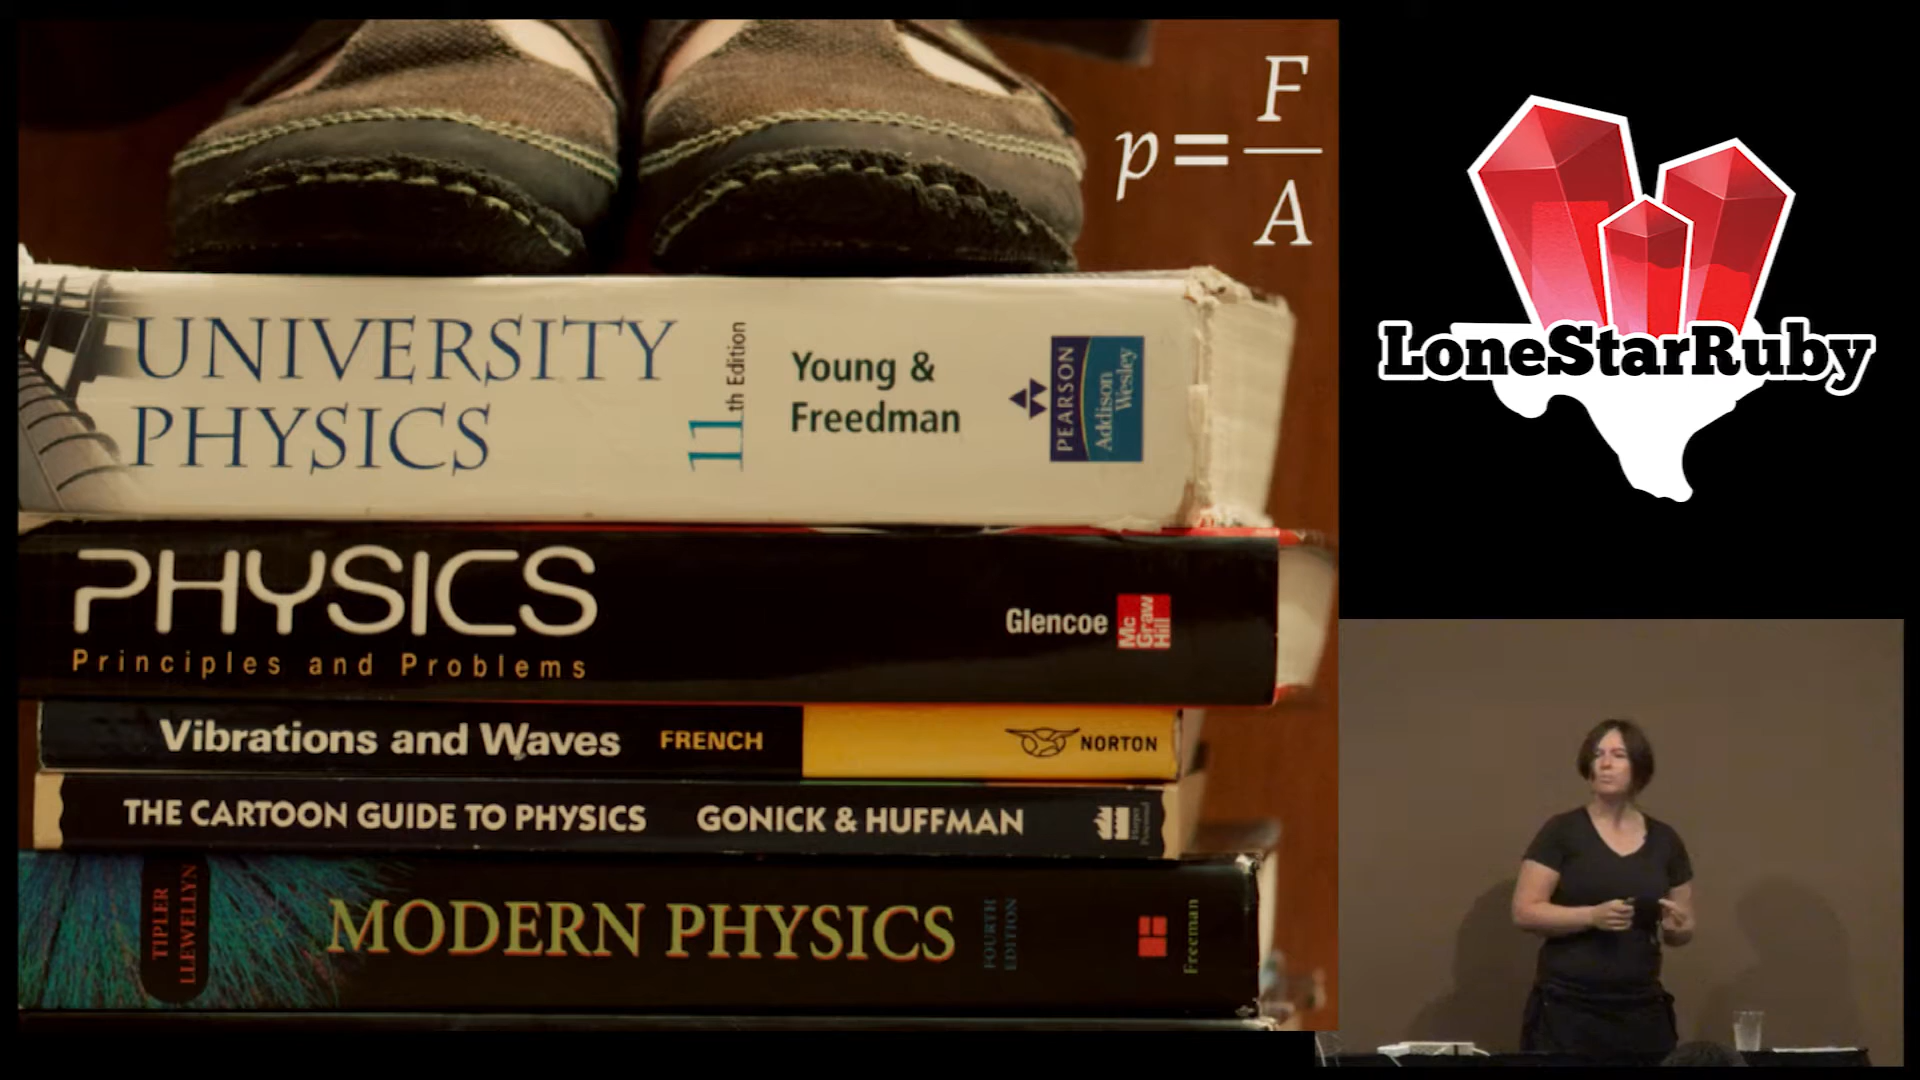 p = F/A
UNIVERSITY
PHYSICS
11th Edition
Young &
Freedman
PEARSON
Addison
Wesley
PHYSICS
Principles and Problems
Glencoe
Mc
Graw
Hill
Vibrations and Waves FRENCH NORTON
THE CARTOON GUIDE TO PHYSICS GONICK & HUFFMAN
TIPLER
LLEWELLYN
MODERN PHYSICS
FOURTH
EDITION
Freeman
LoneStarRuby